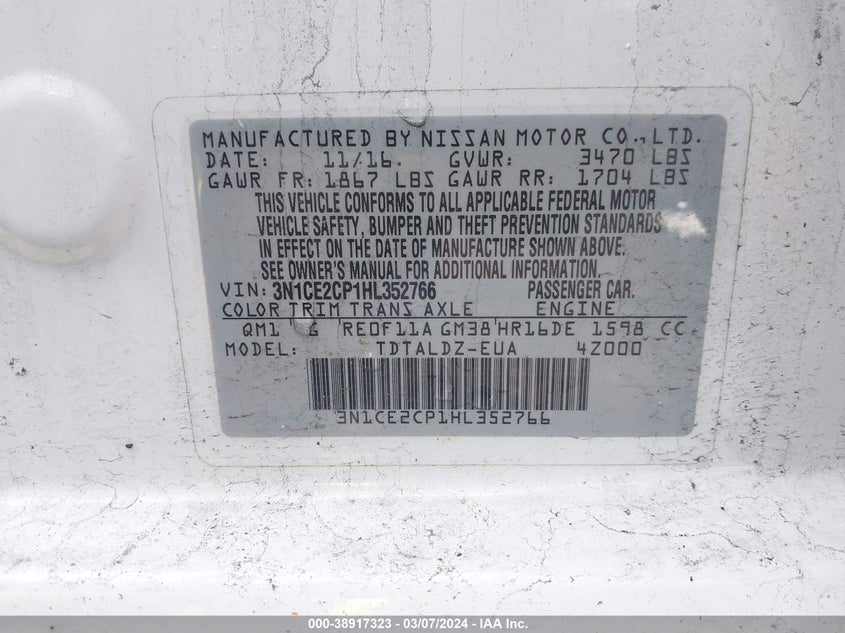 MANUFACTURED BY NISSAN MOTOR CO.,LTD.
DATE: 11/16. GVWR: 3470 LBS
GAWR FR: 1867 LBS GAWR RR: 1704 LBS
THIS VEHICLE CONFORMS TO ALL APPLICABLE FEDERAL MOTOR
VEHICLE SAFETY, BUMPER AND THEFT PREVENTION STANDARDS
IN EFFECT ON THE DATE OF MANUFACTURE SHOWN ABOVE.
SEE OWNER'S MANUAL FOR ADDITIONAL INFORMATION.
VIN: 3N1CE2CP1HL352766 PASSENGER CAR.
COLOR TRIM TRANS AXLE ENGINE
QM1 G RE0F11A GM38 HR16DE 1598 CC
MODEL: TDTALDZ-EUA 4Z000
3N1CE2CP1HL352766
000-38917323 - 03/07/2024 - IAA Inc.